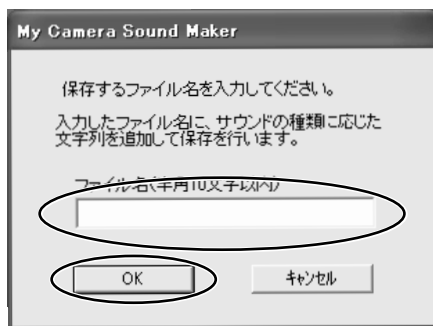 My Camera Sound Maker
保存するファイル名を入力してください。
入力したファイル名に、サウンドの種類に応じた
文字列を追加して保存を行います。
ファイル名(半角10文字以内)
OK
キャンセル